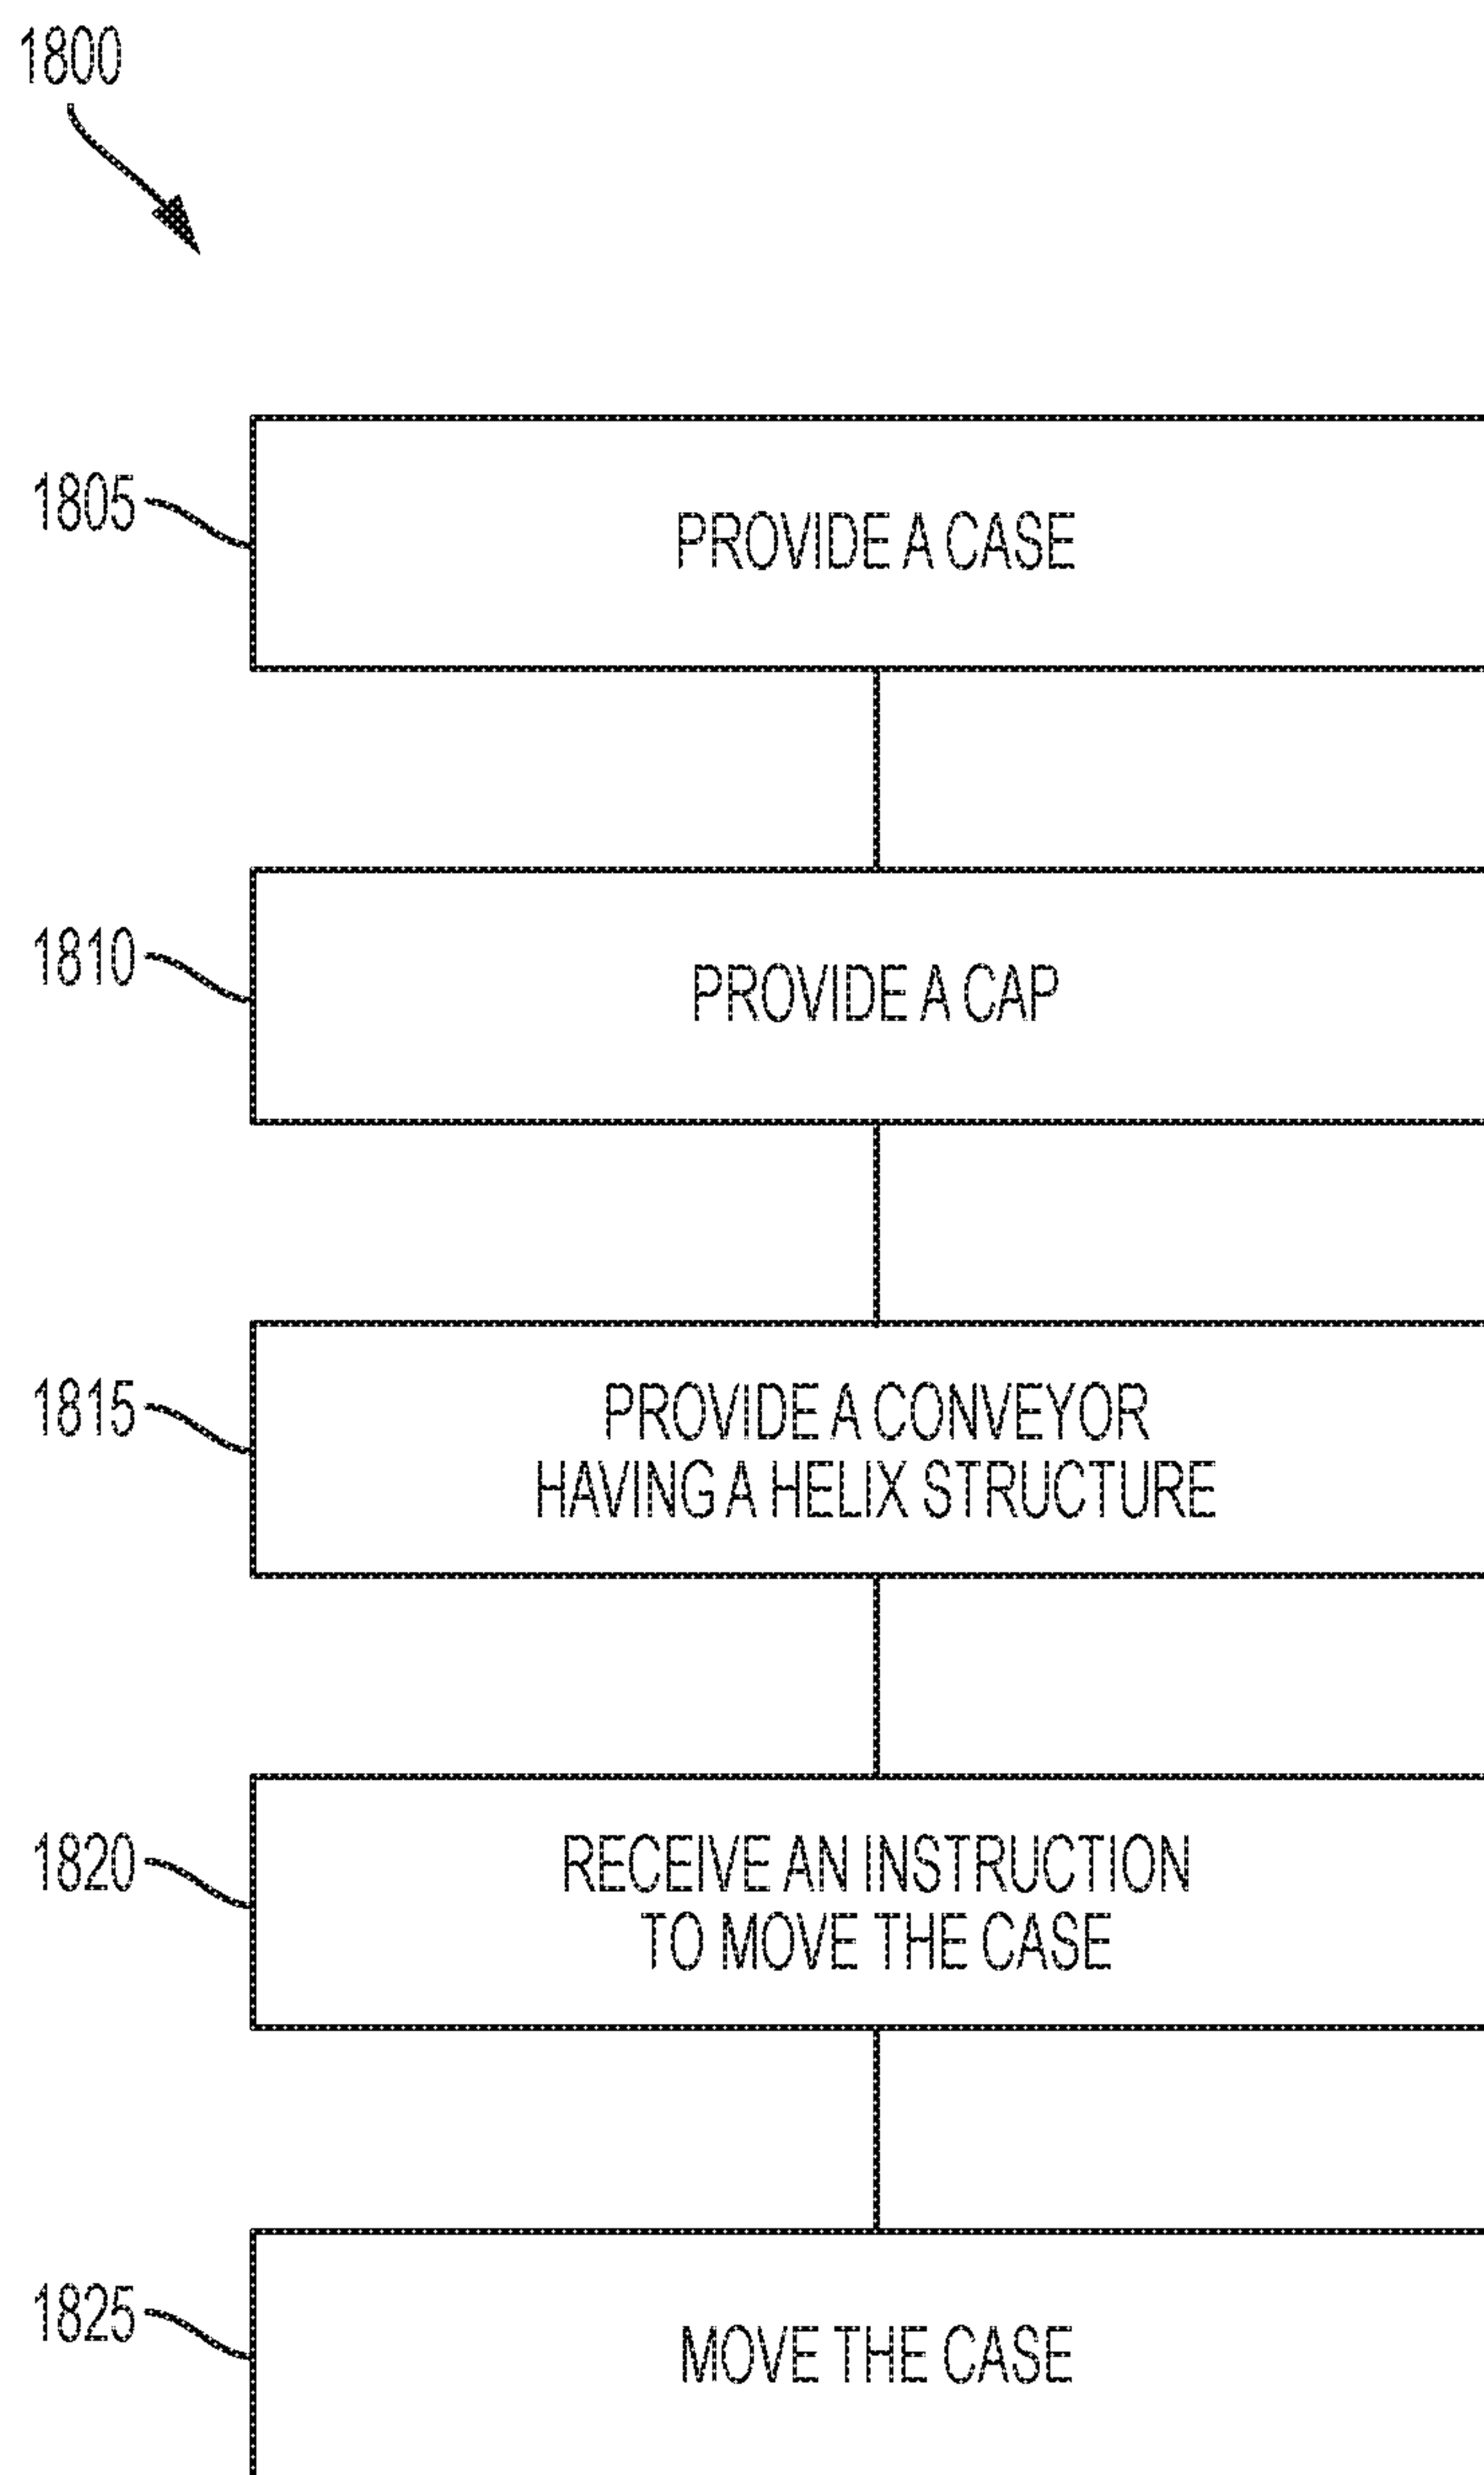 1800
1805
PROVIDE A CASE
1810
PROVIDE A CAP
1815
PROVIDE A CONVEYOR
HAVING A HELIX STRUCTURE
1820
RECEIVE AN INSTRUCTION
TO MOVE THE CASE
1825
MOVE THE CASE